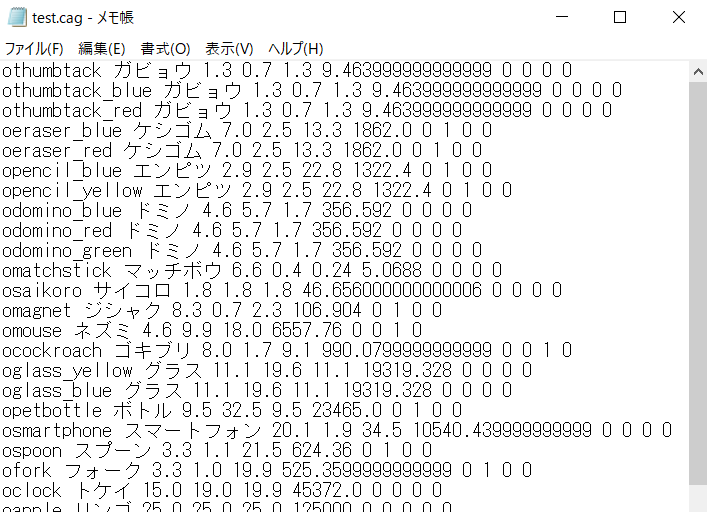 test.cag - メモ帳
ファイル(F) 編集(E) 書式(O) 表示(V) ヘルプ(H)
othumbtack ガビョウ 1.3 0.7 1.3 9.463999999999999 0 0 0 0
othumbtack_blue ガビョウ 1.3 0.7 1.3 9.463999999999999 0 0 0 0
othumbtack_red ガビョウ 1.3 0.7 1.3 9.463999999999999 0 0 0 0
oeraser_blue ケシゴム 7.0 2.5 13.3 1862.0 0 1 0 0
oeraser_red ケシゴム 7.0 2.5 13.3 1862.0 0 1 0 0
opencil_blue エンピツ 2.9 2.5 22.8 1322.4 0 1 0 0
opencil_yellow エンピツ 2.9 2.5 22.8 1322.4 0 1 0 0
odomino_blue ドミノ 4.6 5.7 1.7 356.592 0 0 0 0
odomino_red ドミノ 4.6 5.7 1.7 356.592 0 0 0 0
odomino_green ドミノ 4.6 5.7 1.7 356.592 0 0 0 0
omatchstick マッチボウ 6.6 0.4 0.24 5.0688 0 0 0 0
osaikoro サイコロ 1.8 1.8 1.8 46.656000000000006 0 0 0 0
omagnet ジシャク 8.3 0.7 2.3 106.904 0 1 0 0
omouse ネズミ 4.6 9.9 18.0 6557.76 0 0 1 0
ocockroach ゴキブリ 8.0 1.7 9.1 990.0799999999999 0 0 1 0
oglass_yellow グラス 11.1 19.6 11.1 19319.328 0 0 0 0
oglass_blue グラス 11.1 19.6 11.1 19319.328 0 0 0 0
opetbottle ボトル 9.5 32.5 9.5 23465.0 0 1 0 0
osmartphone スマートフォン 20.1 1.9 34.5 10540.439999999999 0 0 0 0
ospoon スプーン 3.3 1.1 21.5 624.36 0 1 0 0
ofork フォーク 3.3 1.0 19.9 525.3599999999999 0 1 0 0
oclock トケイ 15.0 19.0 19.9 45372.0 0 0 0 0
oapple リンゴ 25.0 25.0 25.0 125000.0 0 0 0 0